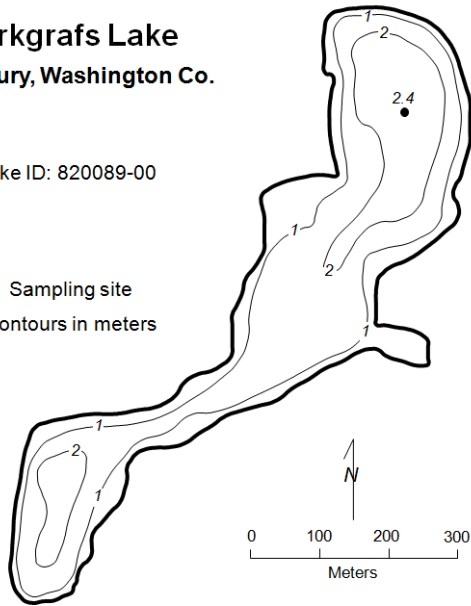 rkgrafs Lake
ury, Washington Co.
ke ID: 820089-00
Sampling site
ontours in meters
1
2
2.4
1
2
1
1
2
1
N
0 100 200 300
Meters